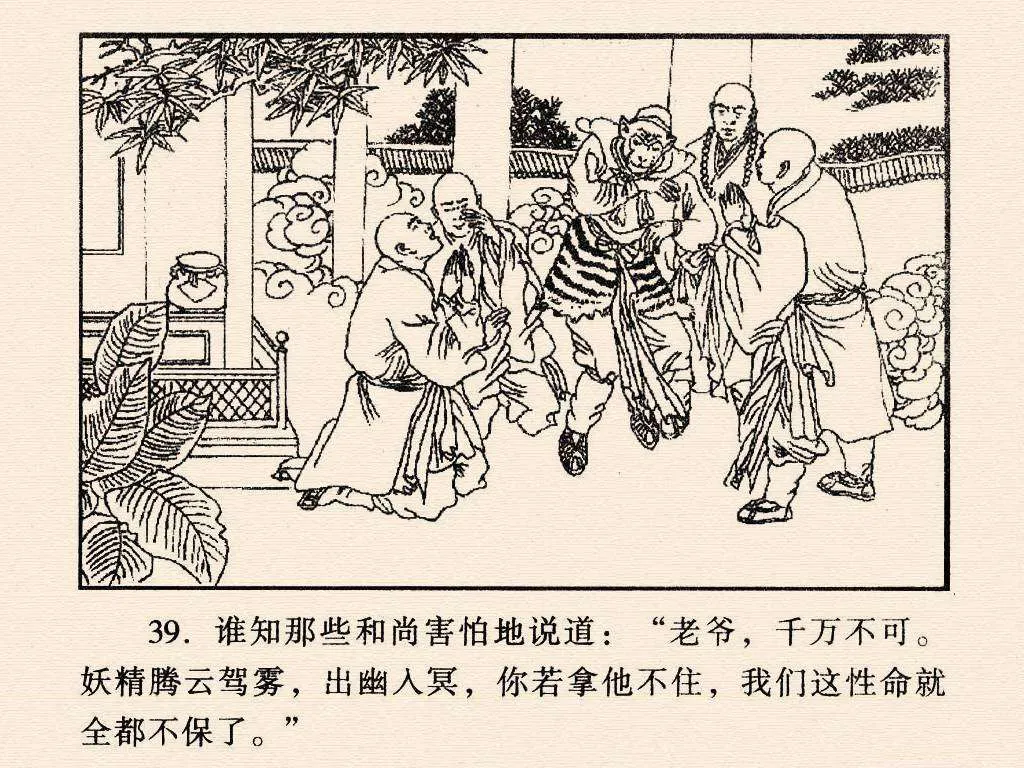 39. 谁知那些和尚害怕地说道：“老爷，千万不可。
妖精腾云驾雾，出幽入冥，你若拿他不住，我们这性命就
全都不保了。”